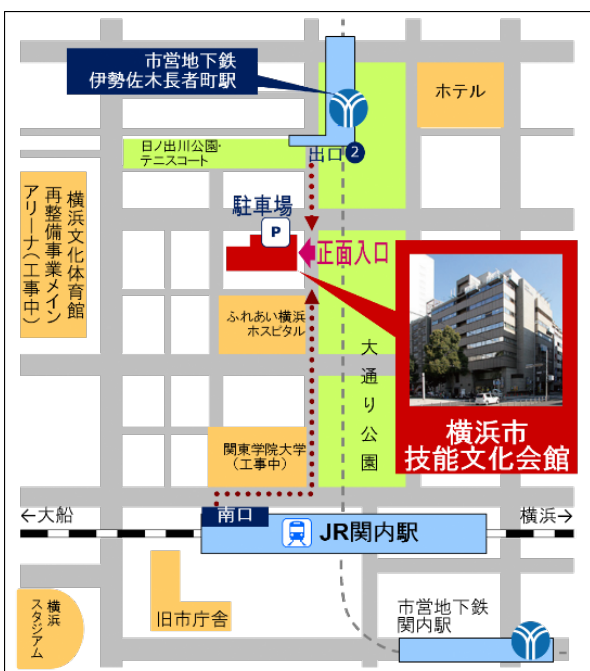 市営地下鉄
伊勢佐木長者町駅
ホテル
日ノ出川公園・
テニスコート
出口2
横浜文化体育館
再整備事業メイン
アリーナ(工事中)
駐車場
P
正面入口
ふれあい横浜
ホスピタル
大通り公園
横浜市
技能文化会館
関東学院大学
(工事中)
←大船
南口
横浜→
JR関内駅
横浜
スタジアム
旧市庁舎
市営地下鉄
関内駅